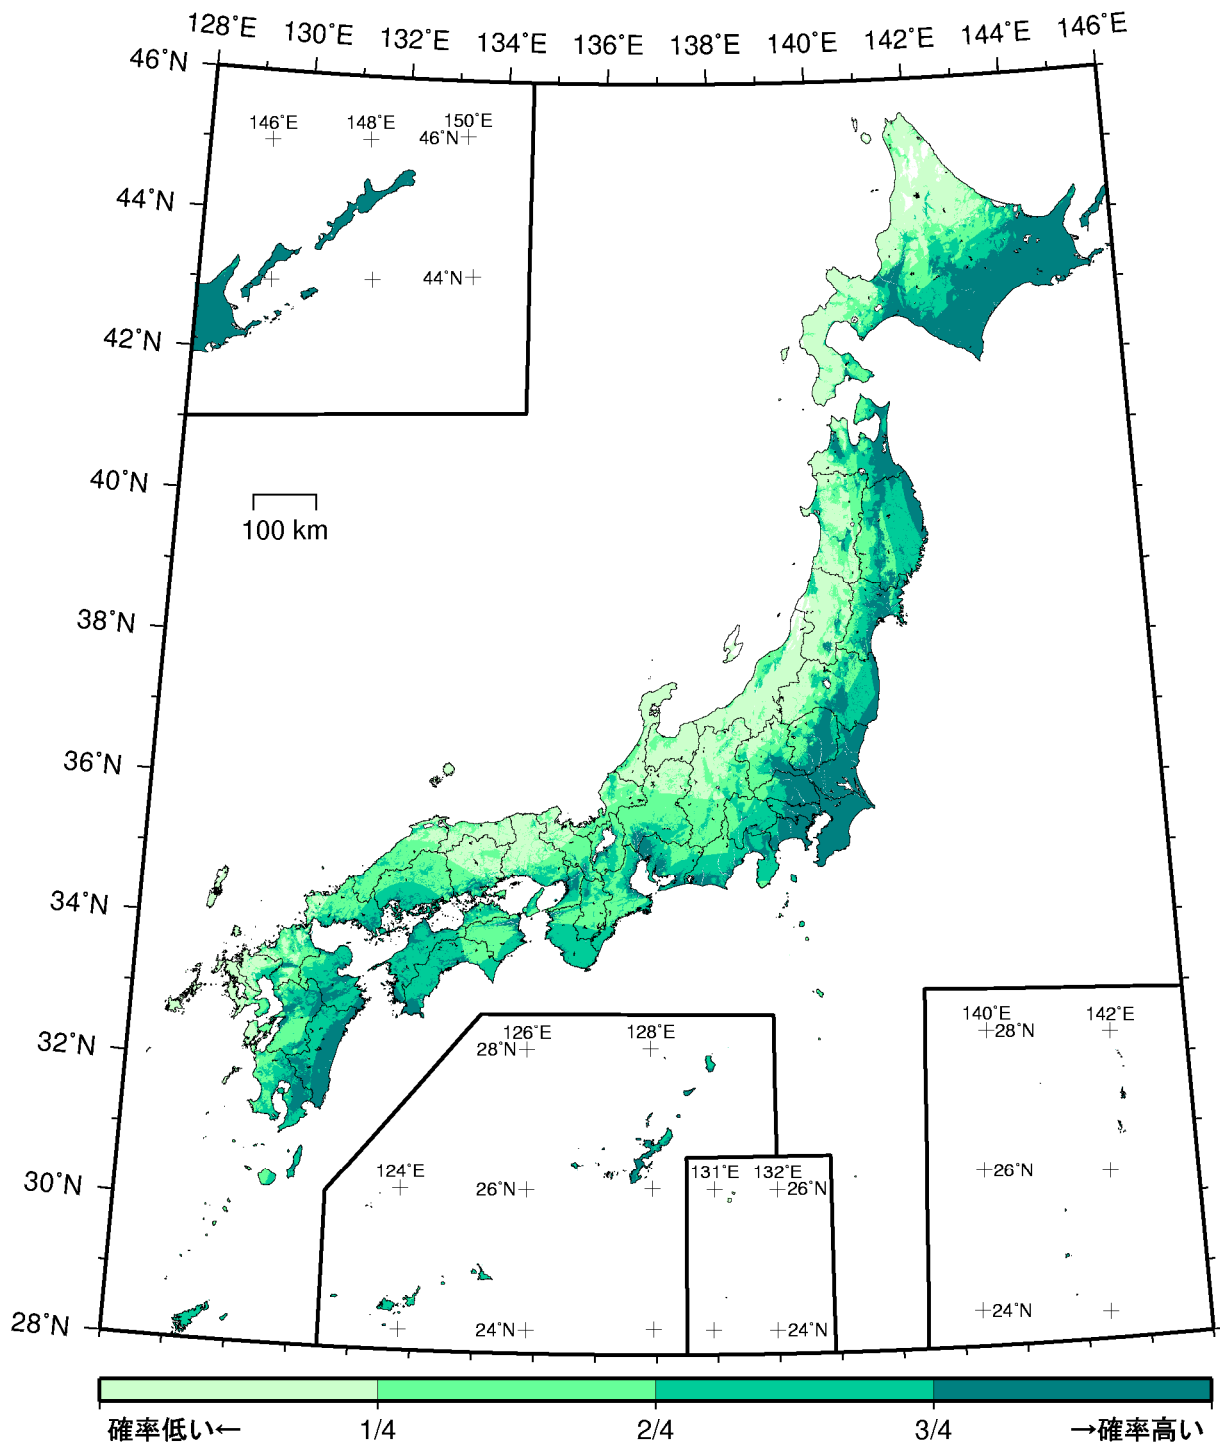 128°E 130°E 132°E 134°E 136°E 138°E 140°E 142°E 144°E 146°E
46°N
146°E 148°E 150°E
46°N
44°N
44°N
42°N
40°N
100 km
38°N
36°N
34°N
32°N
126°E 128°E
28°N
140°E 142°E
28°N
30°N
124°E
26°N
131°E 132°E
26°N
26°N
28°N
24°N
24°N
24°N
確率低い← 1/4 2/4 3/4 →確率高い